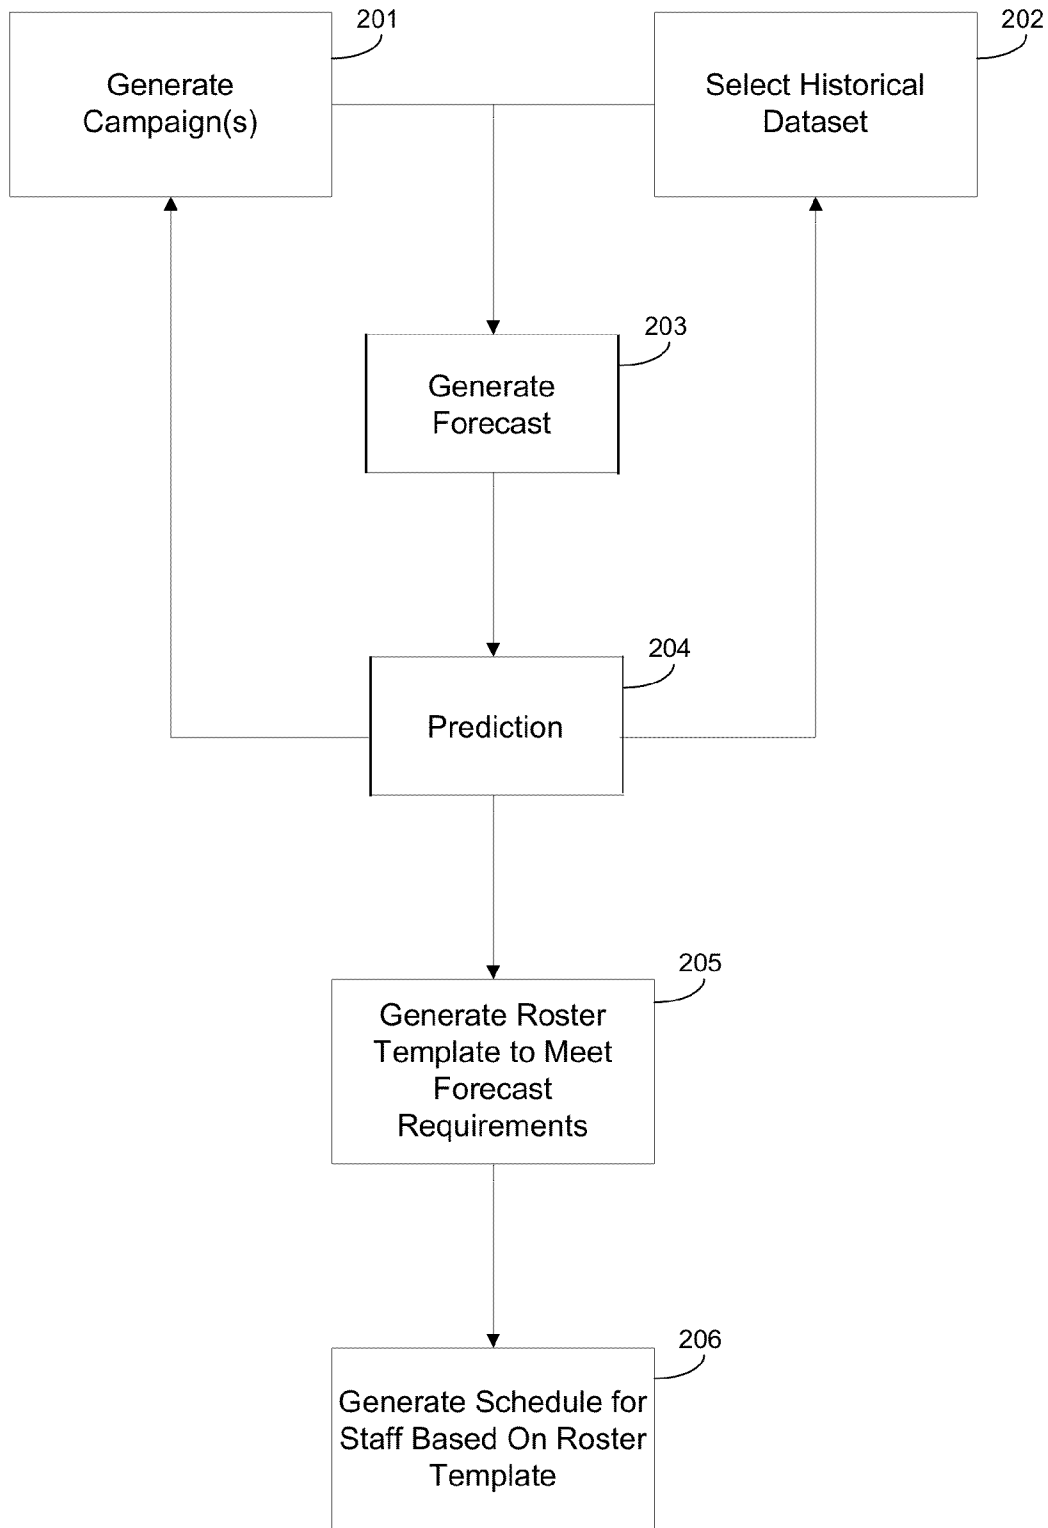 201
Generate
Campaign(s)
202
Select Historical
Dataset
203
Generate
Forecast
204
Prediction
205
Generate Roster
Template to Meet
Forecast
Requirements
206
Generate Schedule for
Staff Based On Roster
Template